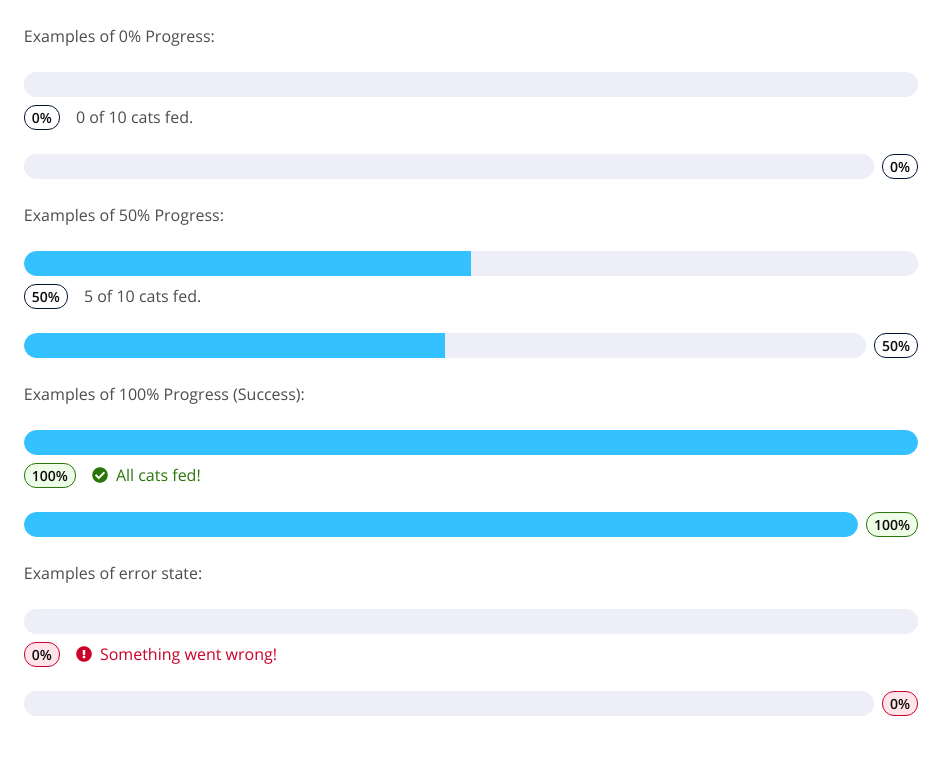 Examples of 0% Progress:
0% 0 of 10 cats fed.
0%
Examples of 50% Progress:
50% 5 of 10 cats fed.
50%
Examples of 100% Progress (Success):
100% All cats fed!
100%
Examples of error state:
0% Something went wrong!
0%